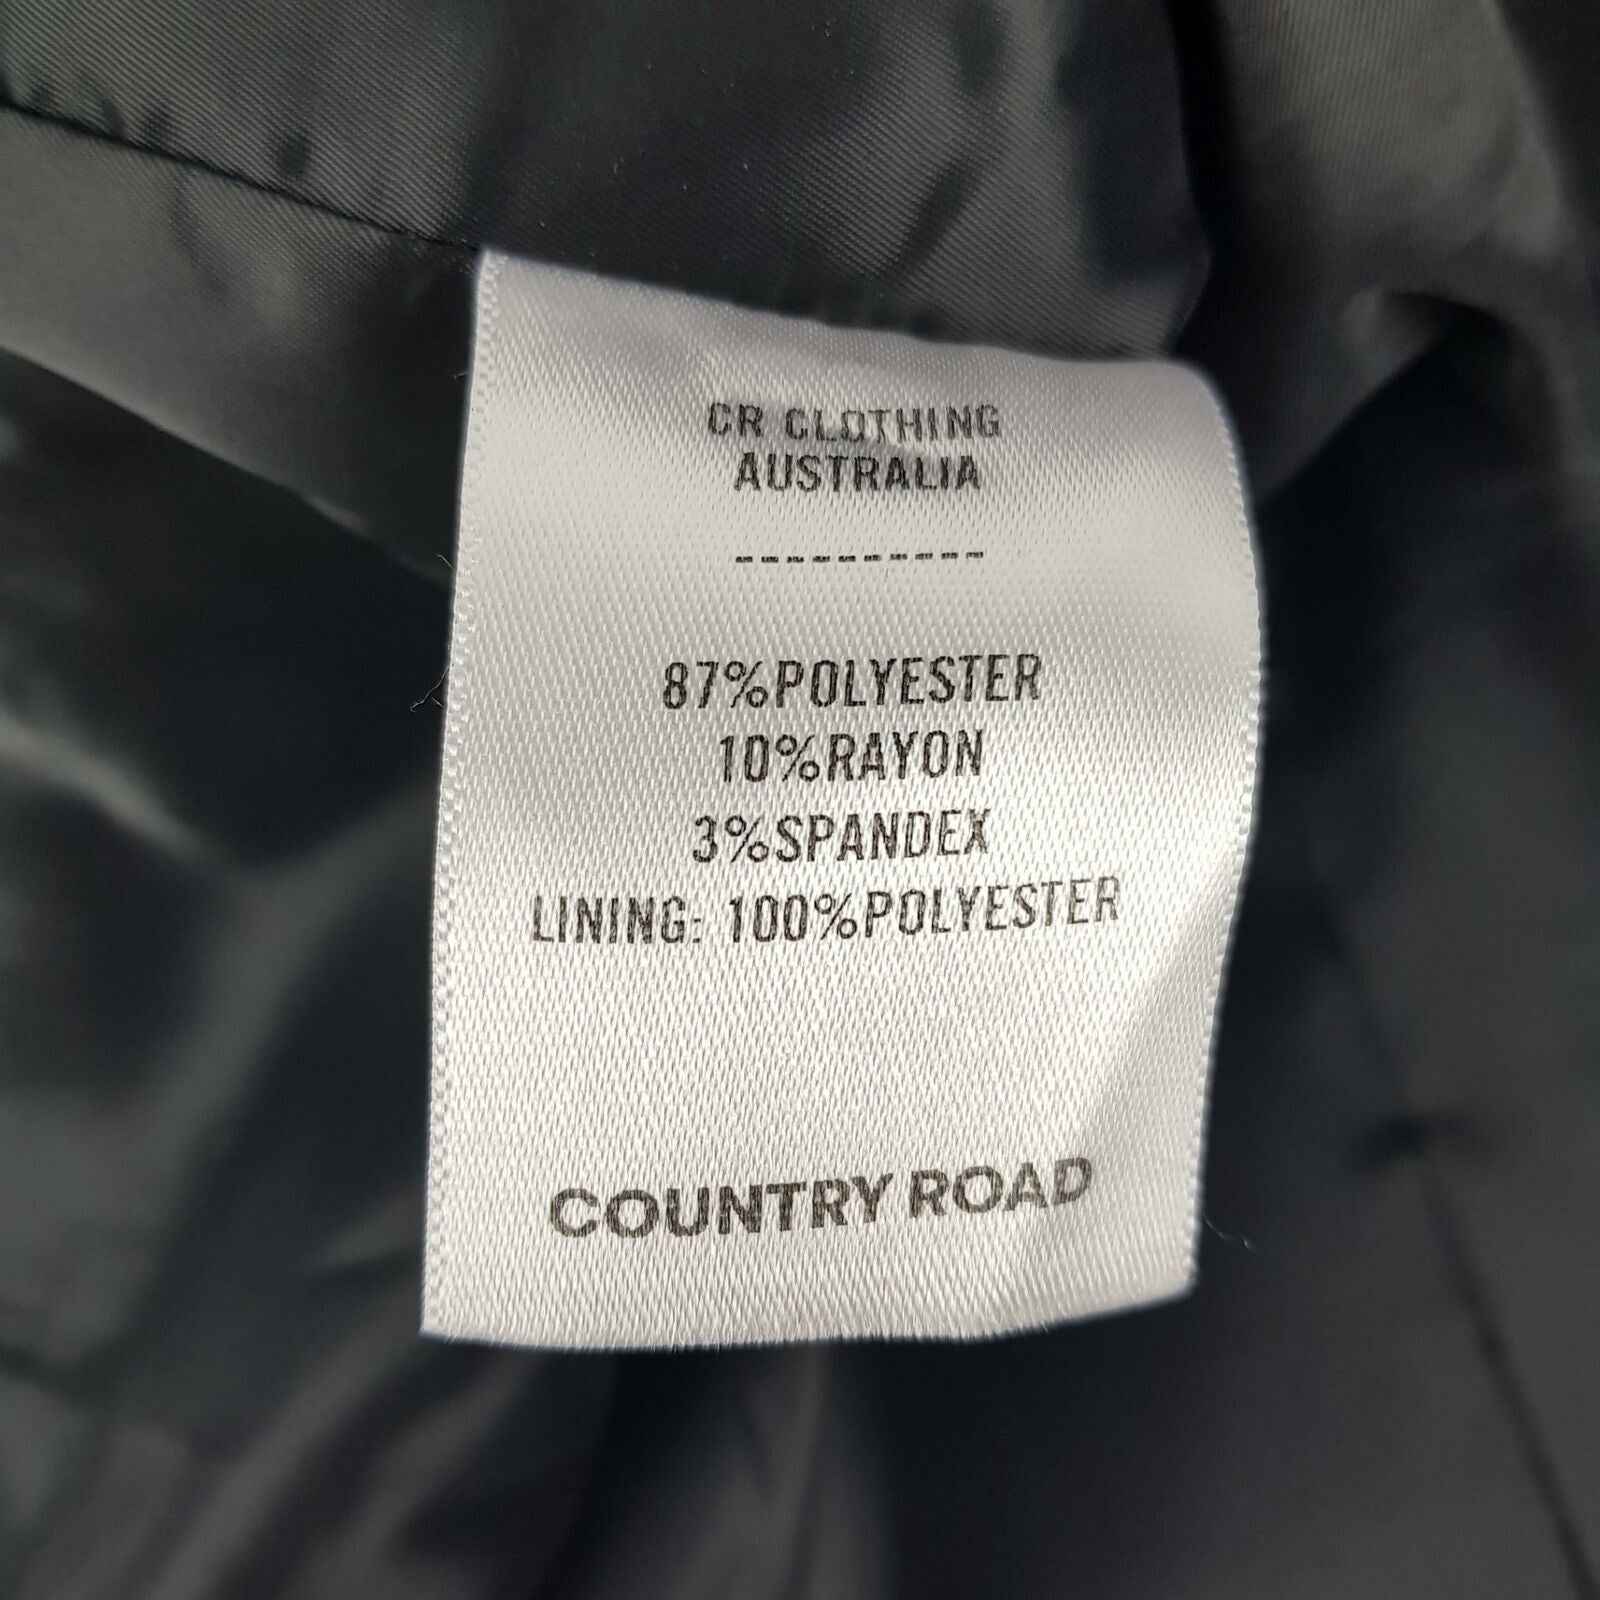 CR CLOTHING
AUSTRALIA
----------
87%POLYESTER
10%RAYON
3%SPANDEX
LINING: 100%POLYESTER
COUNTRY ROAD